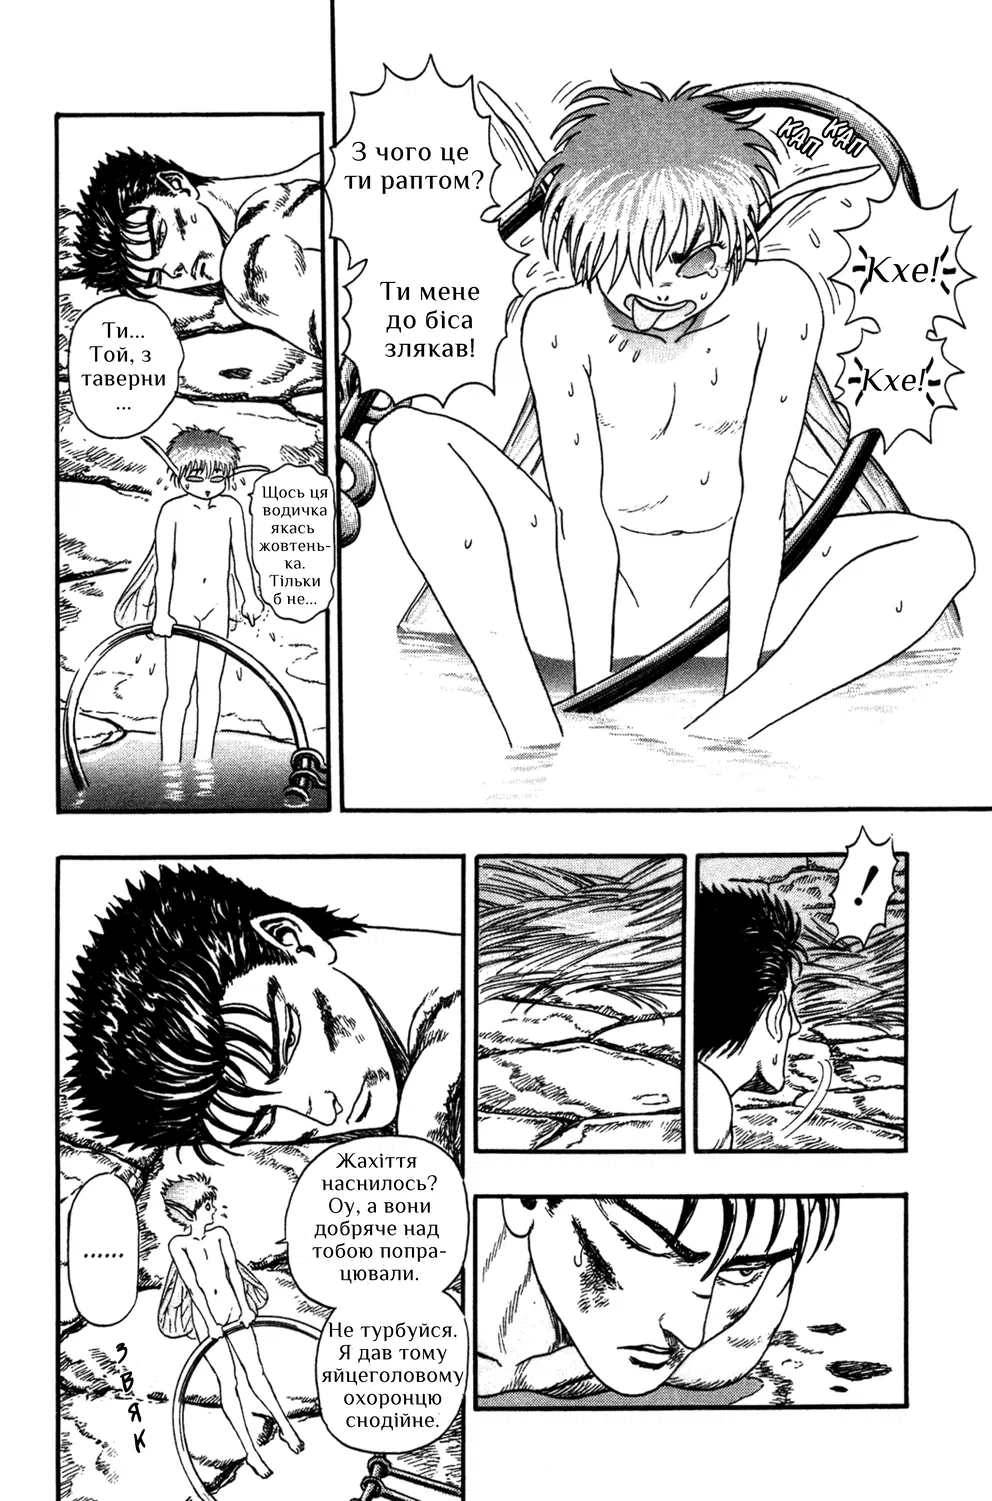 З чого це
ти раптом?
Ти мене
до біса
злякав!
КАП
КАП
Кхе!
Кхе!
Ти...
Той, з
таверни
...
Щось ця
водичка
якась
жовтень-
ка.
Тільки
б не...
!
Жахіття
наснилось?
Оу, а вони
добряче над
тобою попра-
цювали.
Не турбуйся.
Я дав тому
яйцеголовому
охоронцю
снодійне.
......
ЗВЯК